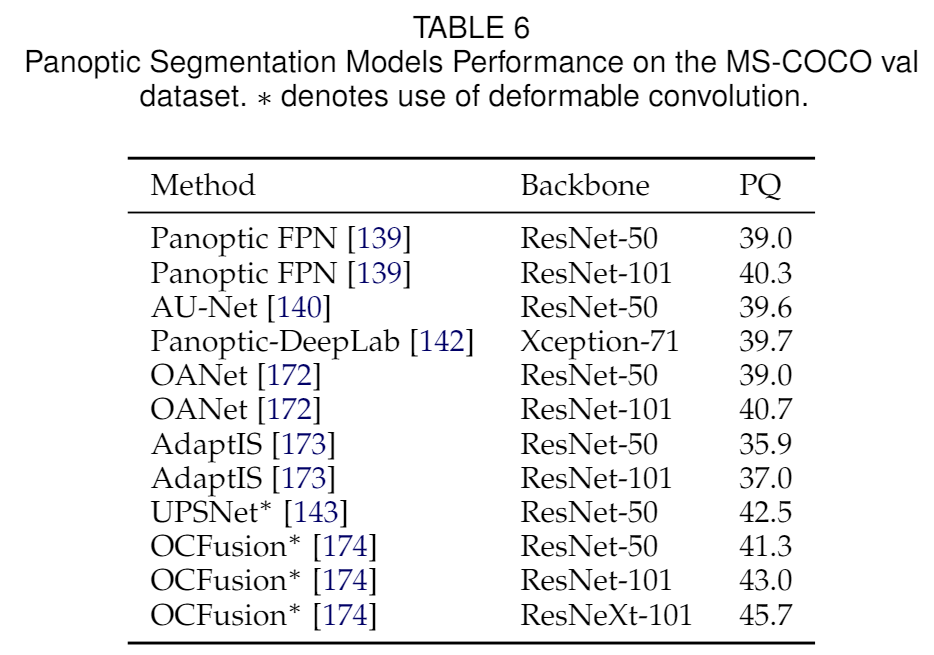 TABLE 6
Panoptic Segmentation Models Performance on the MS-COCO val
dataset. ∗ denotes use of deformable convolution.
Method Backbone PQ
Panoptic FPN [139] ResNet-50 39.0
Panoptic FPN [139] ResNet-101 40.3
AU-Net [140] ResNet-50 39.6
Panoptic-DeepLab [142] Xception-71 39.7
OANet [172] ResNet-50 39.0
OANet [172] ResNet-101 40.7
AdaptIS [173] ResNet-50 35.9
AdaptIS [173] ResNet-101 37.0
UPSNet* [143] ResNet-50 42.5
OCFusion* [174] ResNet-50 41.3
OCFusion* [174] ResNet-101 43.0
OCFusion* [174] ResNeXt-101 45.7